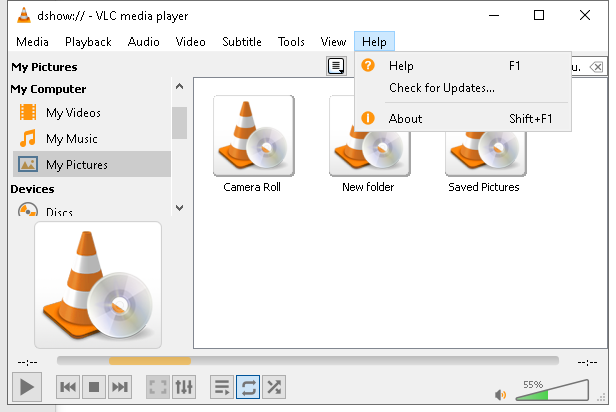 dshow:// - VLC media player
Media Playback Audio Video Subtitle Tools View Help
My Pictures
u.
Help F1
Check for Updates...
About Shift+F1
My Computer
My Videos
My Music
My Pictures
Devices
Discs
Camera Roll New folder Saved Pictures
--:-- --:--
55%